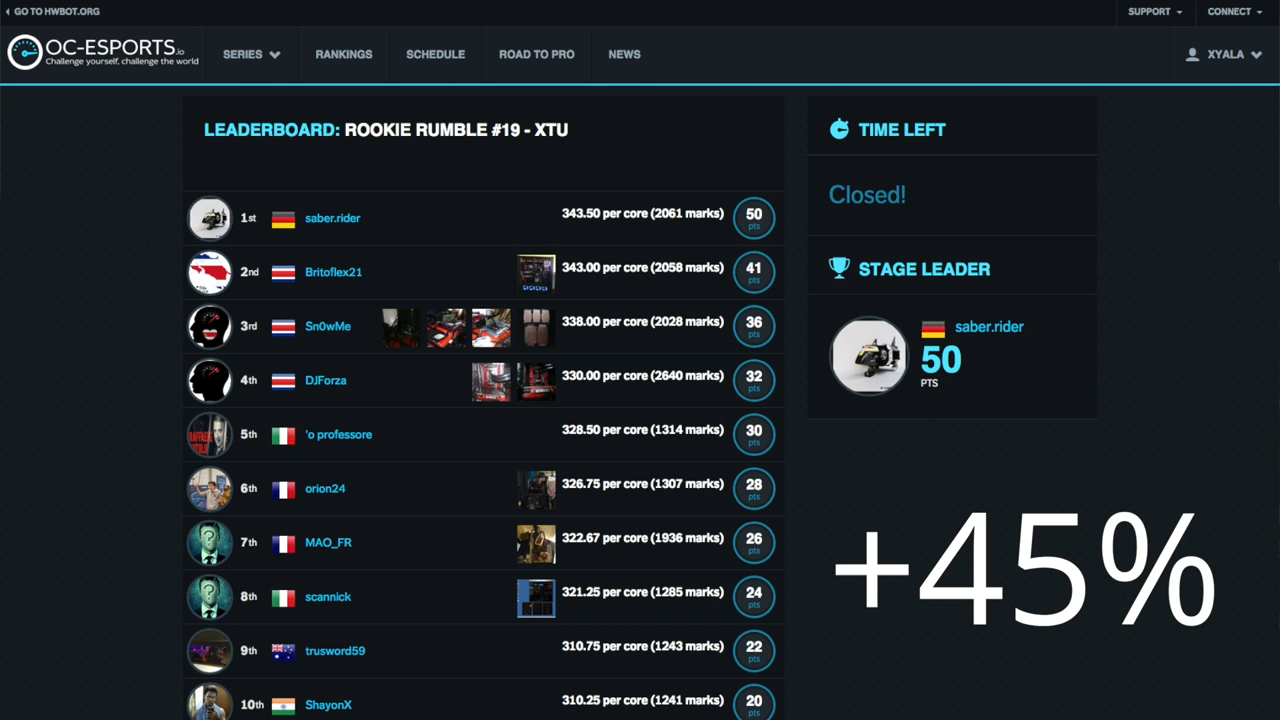 GO TO HWBOT.ORG
SUPPORT
CONNECT
OC-ESPORTS.io
Challenge yourself, challenge the world
SERIES
RANKINGS
SCHEDULE
ROAD TO PRO
NEWS
XYALA
LEADERBOARD: ROOKIE RUMBLE #19 - XTU
1st saber.rider 343.50 per core (2061 marks) 50 pts
2nd Britoflex21 343.00 per core (2058 marks) 41 pts
3rd Sn0wMe 338.00 per core (2028 marks) 36 pts
4th DJForza 330.00 per core (2640 marks) 32 pts
5th 'o professore 328.50 per core (1314 marks) 30 pts
6th orion24 326.75 per core (1307 marks) 28 pts
7th MAO_FR 322.67 per core (1936 marks) 26 pts
8th scannick 321.25 per core (1285 marks) 24 pts
9th trusword59 310.75 per core (1243 marks) 22 pts
10th ShayonX 310.25 per core (1241 marks) 20
TIME LEFT
Closed!
STAGE LEADER
saber.rider
50
PTS
+45%